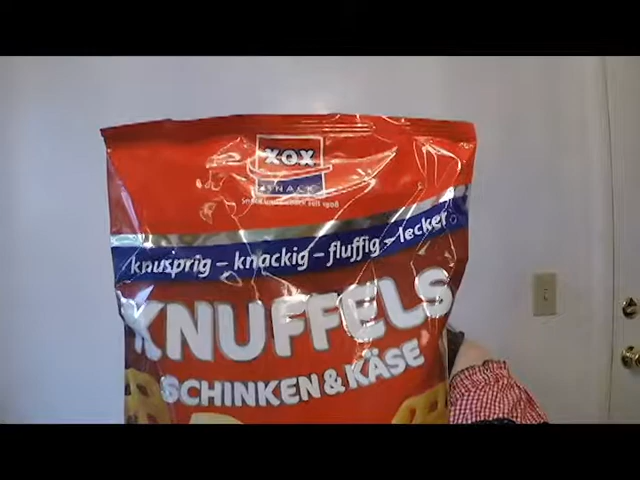 XOX
SNACK
knusprig – knackig – fluffig – lecker
KNUFFELS
SCHINKEN & KÄSE